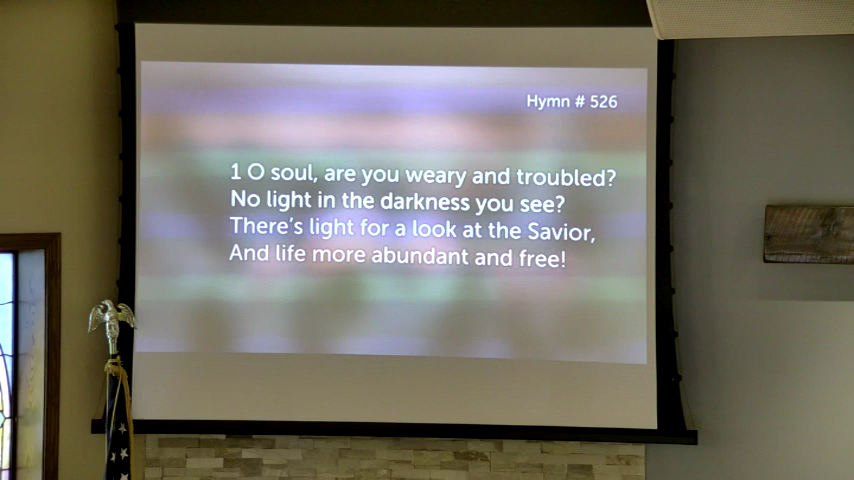 Hymn # 526
1 O soul, are you weary and troubled?
No light in the darkness you see?
There's light for a look at the Savior,
And life more abundant and free!